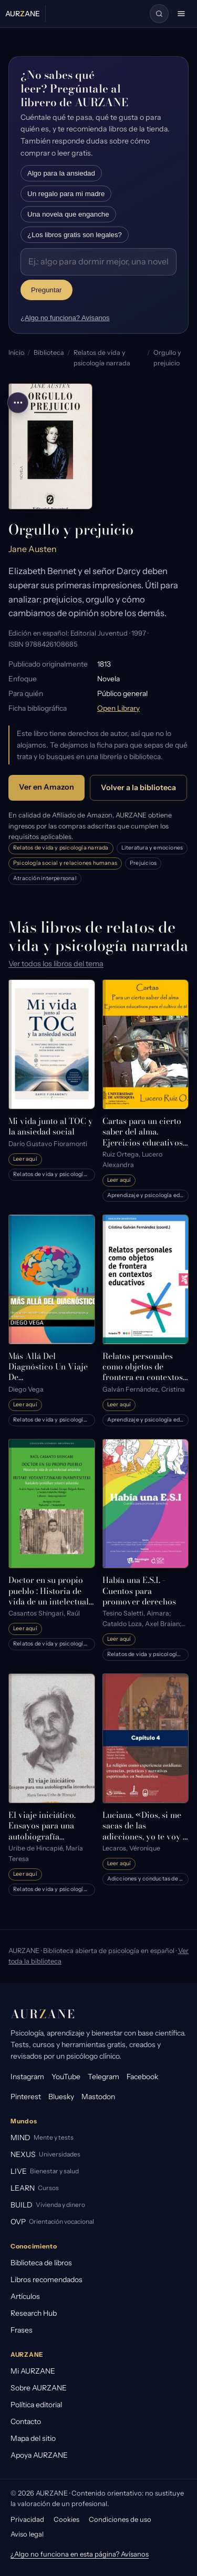 AURZANE
¿No sabes qué
leer? Pregúntale al
librero de AURZANE
Cuéntale qué te pasa, qué te gusta o para
quién es, y te recomienda libros de la tienda.
También responde dudas sobre cómo
comprar o leer gratis.
Algo para la ansiedad
Un regalo para mi madre
Una novela que enganche
¿Los libros gratis son legales?
Ej.: algo para dormir mejor, una novel
Preguntar
¿Algo no funciona? Avísanos
Inicio / Biblioteca / Relatos de vida y psicología narrada / Orgullo y prejuicio
JANE AUSTEN
ORGULLO
Y PREJUICIO
Orgullo y prejuicio
Jane Austen
Elizabeth Bennet y el señor Darcy deben
superar sus primeras impresiones. Útil para
analizar: prejuicios, orgullo y cómo
cambiamos de opinión sobre los demás.
Edición en español: Editorial Juventud · 1997 ·
ISBN 9788426108685
Publicado originalmente 1813
Enfoque Novela
Para quién Público general
Ficha bibliográfica Open Library
Este libro tiene derechos de autor, así que no lo
alojamos. Te dejamos la ficha para que sepas de qué
trata y lo busques en una librería o biblioteca.
Ver en Amazon
Volver a la biblioteca
En calidad de Afiliado de Amazon, AURZANE obtiene
ingresos por las compras adscritas que cumplen los
requisitos aplicables.
Relatos de vida y psicología narrada
Literatura y emociones
Psicología social y relaciones humanas
Prejuicios
Atracción interpersonal
Más libros de relatos de
vida y psicología narrada
Ver todos los libros del tema
Mi vida
junto al
TOC
y la ansiedad social
Cartas
Para un cierto alma
Lucero Ruiz O.
Mi vida junto al TOC y
la ansiedad social
Darío Gustavo Fioramonti
Leer aquí
Relatos de vida y psicologí...
Cartas para un cierto
saber del alma.
Ejercicios educativos...
Ruiz Ortega, Lucero
Alexandra
Leer aquí
Aprendizaje y psicología ed...
MÁS ALLÁ DEL DIAGNÓSTICO
DIEGO VEGA
Cristina Galván Fernández (coord.)
Relatos personales
como objetos
de frontera
en contextos
educativos
Más Allá Del
Diagnóstico Un Viaje
De...
Diego Vega
Leer aquí
Relatos de vida y psicologí...
Relatos personales
como objetos de
frontera en contextos...
Galván Fernández, Cristina
Leer aquí
Aprendizaje y psicología ed...
DOCTOR EN SU PROPIO PUEBLO
Había una E.S.I
Doctor en su propio
pueblo : Historia de
vida de un intelectual...
Casantos Shingari, Raúl
Leer aquí
Relatos de vida y psicologí...
Había una E.S.I. –
Cuentos para
promover derechos
Tesino Saletti, Aimara;
Cataldo Loza, Axel Braian;...
Leer aquí
Relatos de vida y psicologí...
El viaje iniciático
Capítulo 4
El viaje iniciático.
Ensayos para una
autobiografía...
Uribe de Hincapié, María
Teresa
Leer aquí
Relatos de vida y psicologí...
Luciana. «Dios, si me
sacas de las
adicciones, yo te voy ...
Lecaros, Véronique
Leer aquí
Adicciones y conductas de ...
AURZANE · Biblioteca abierta de psicología en español · Ver
toda la biblioteca
AURZANE
Psicología, aprendizaje y bienestar con base científica.
Tests, cursos y herramientas gratis, creados y
revisados por un psicólogo clínico.
Instagram YouTube Telegram Facebook
Pinterest Bluesky Mastodon
Mundos
MIND Mente y tests
NEXUS Universidades
LIVE Bienestar y salud
LEARN Cursos
BUILD Vivienda y dinero
OVP Orientación vocacional
Conocimiento
Biblioteca de libros
Libros recomendados
Artículos
Research Hub
Frases
AURZANE
Mi AURZANE
Sobre AURZANE
Política editorial
Contacto
Mapa del sitio
Apoya AURZANE
© 2026 AURZANE · Contenido orientativo: no sustituye
la valoración de un profesional.
Privacidad Cookies Condiciones de uso
Aviso legal
¿Algo no funciona en esta página? Avísanos